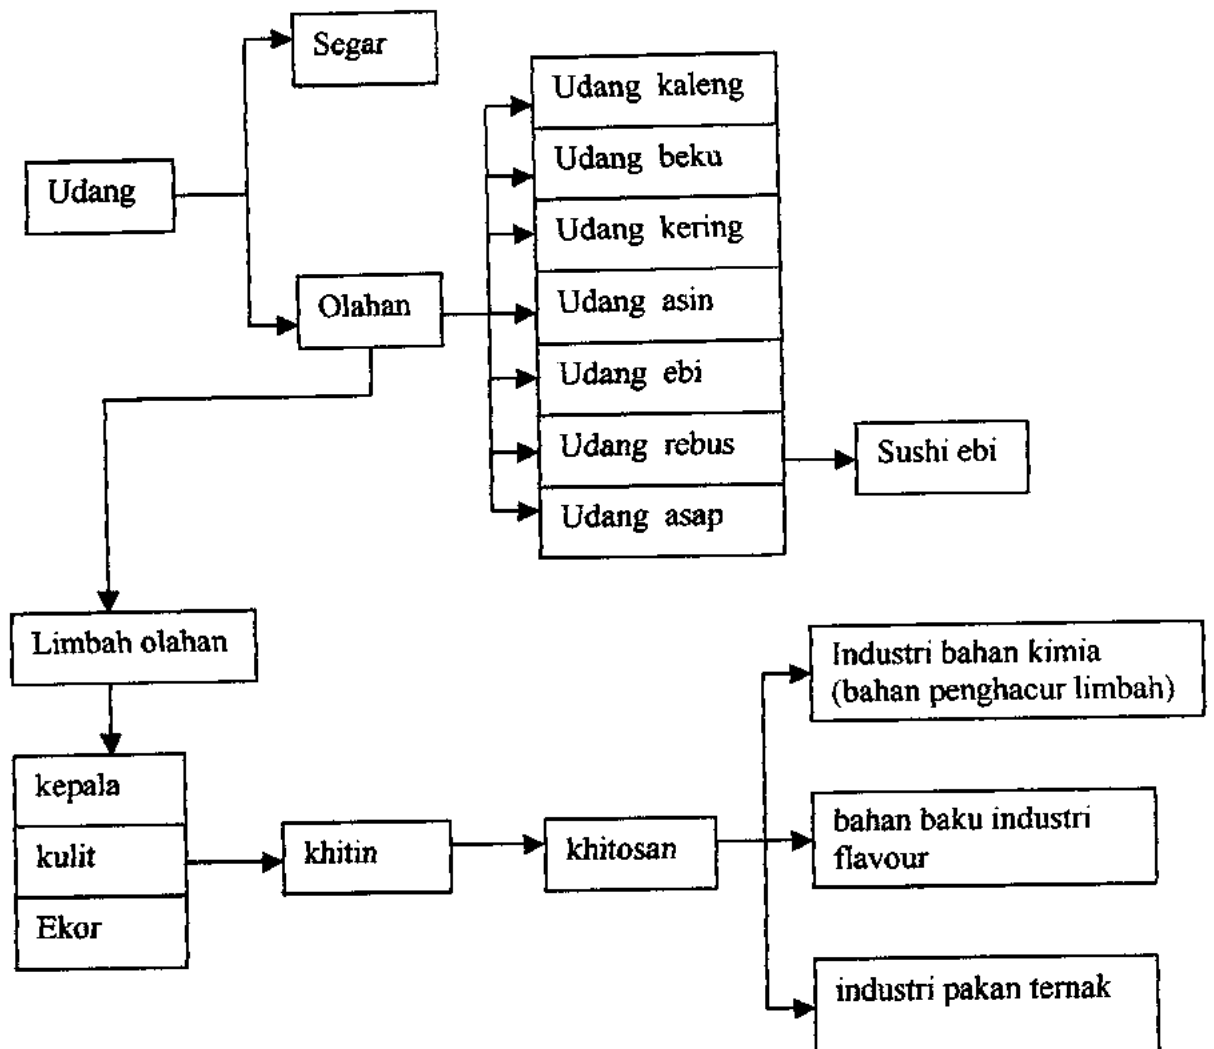 Segar
Udang
Olahan
Udang kaleng
Udang beku
Udang kering
Udang asin
Udang ebi
Udang rebus
Udang asap
Sushi ebi
Limbah olahan
kepala
kulit
Ekor
khitin
khitosan
Industri bahan kimia
(bahan penghacur limbah)
bahan baku industri
flavour
industri pakan ternak